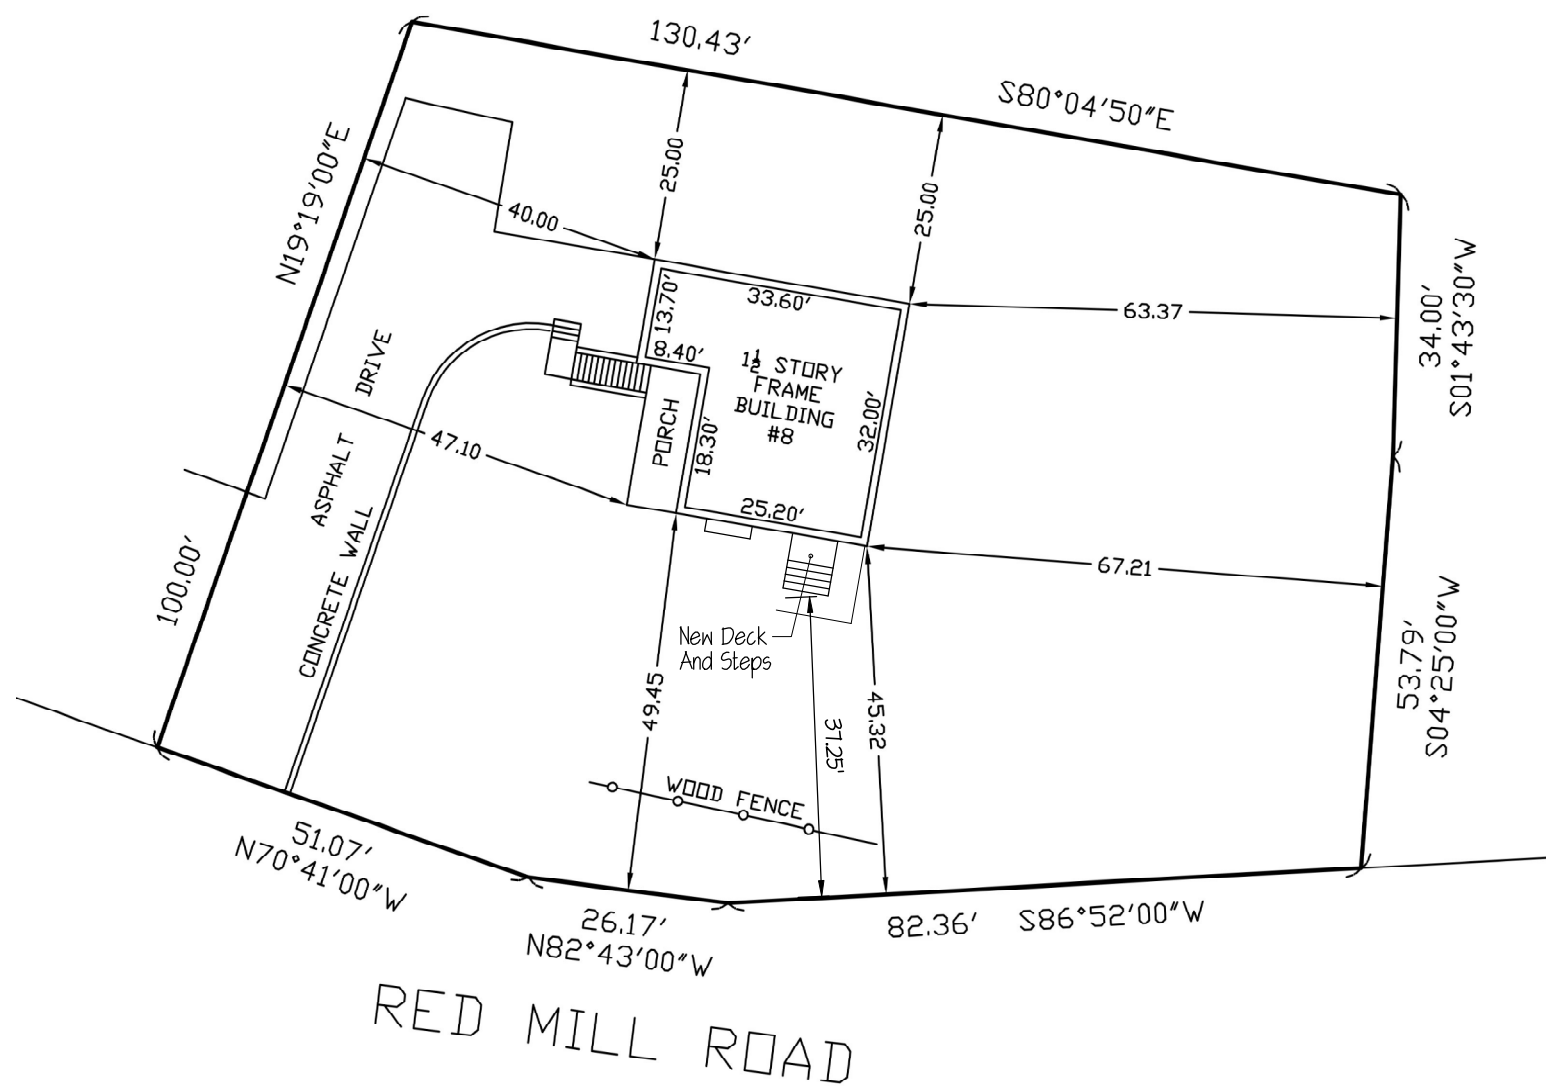 130.43'
S80°04'50"E
N19°19'00"E
25.00
25.00
40.00
13.70'
33.60'
63.37
34.00'
S01°43'30"W
8.40'
1½ STORY
FRAME
BUILDING
#8
32.00'
DRIVE
ASPHALT
47.10
PORCH
18.30'
25.20'
67.21
CONCRETE WALL
100.00'
New Deck
And Steps
49.45
37.25'
45.32
53.79'
S04°25'00"W
WOOD FENCE
51.07'
N70°41'00"W
26.17'
N82°43'00"W
82.36'
S86°52'00"W
RED MILL ROAD